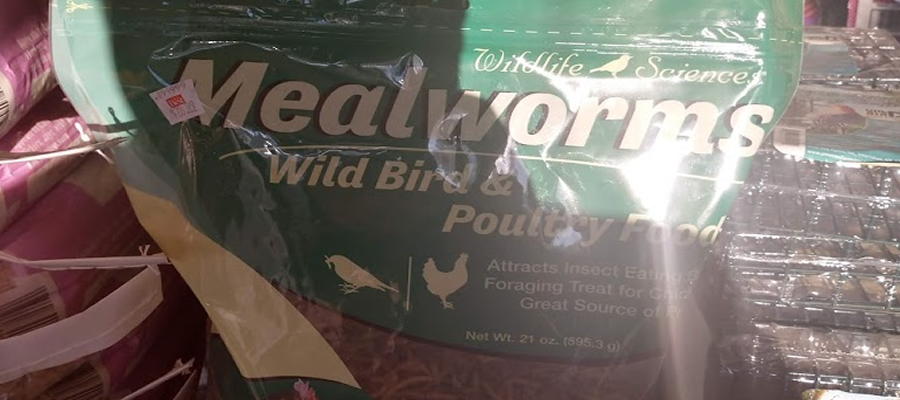 Wildlife Sciences
Mealworms
Wild Bird &
Poultry Food
Attracts Insect Eating
Foraging Treat for
Great Source of
Net Wt. 21 oz. (595.3 g)